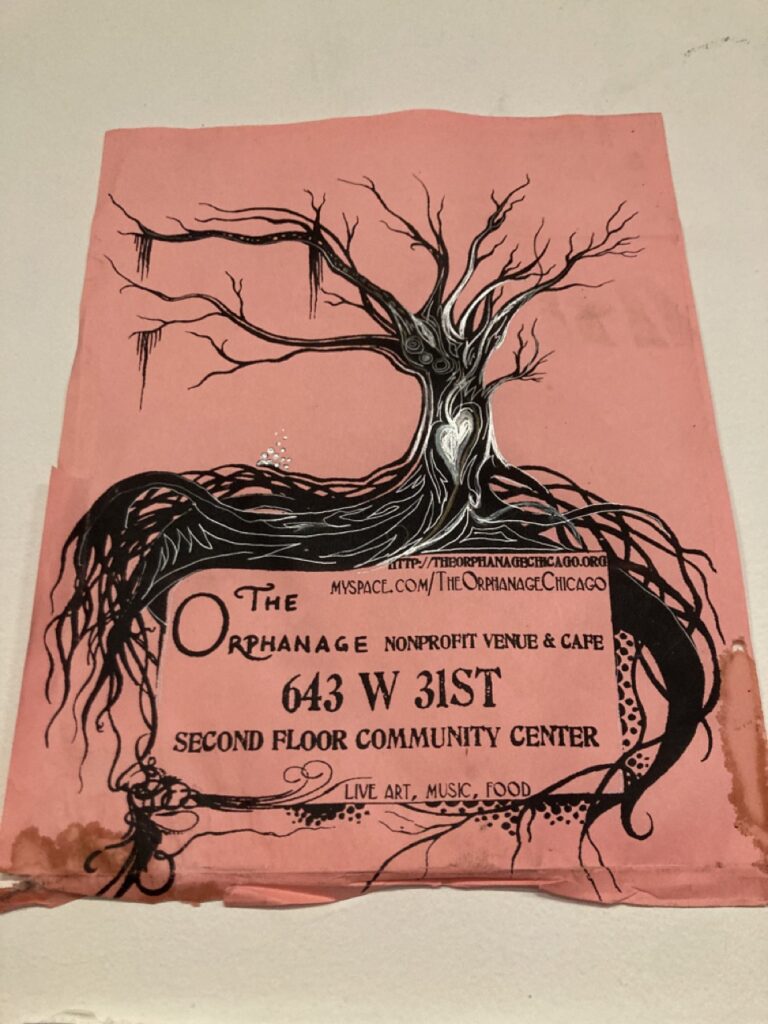 HTTP://THEORPHANAGECHICAGO.ORG
MYSPACE.COM/THEORPHANAGECHICAGO
THE
ORPHANAGE NONPROFIT VENUE & CAFE
643 W 31ST
SECOND FLOOR COMMUNITY CENTER
LIVE ART, MUSIC, FOOD